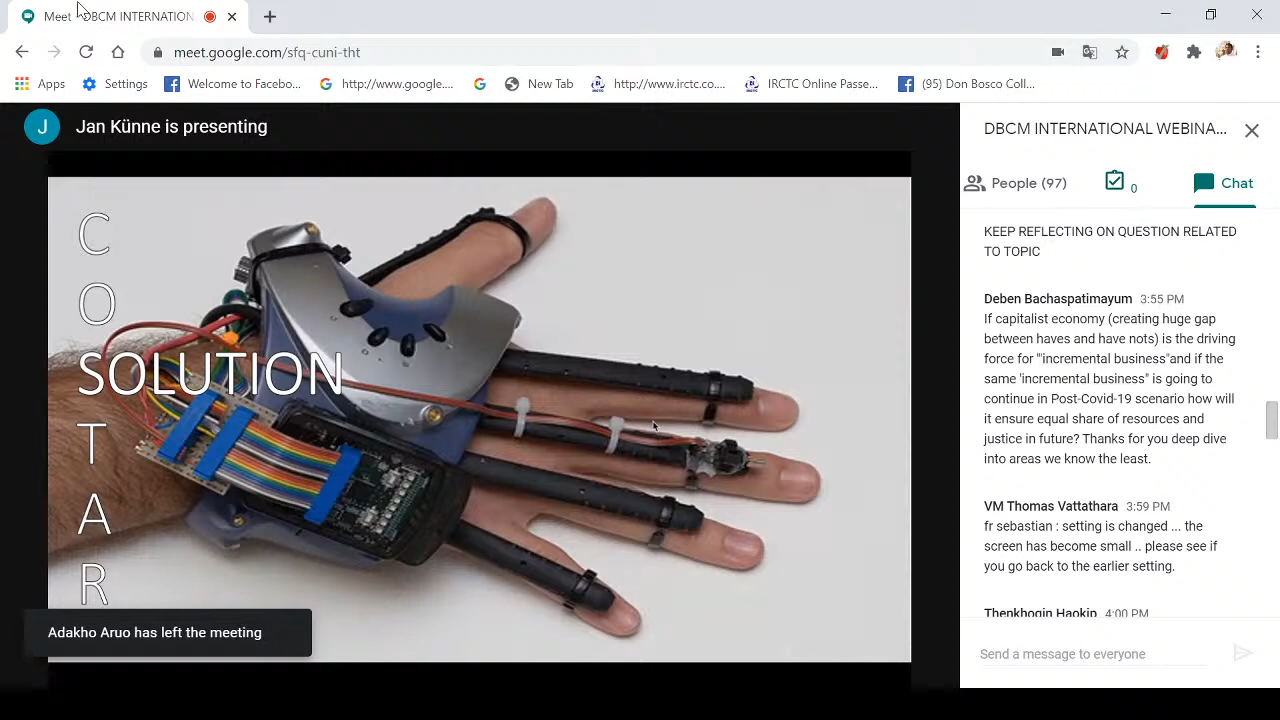 Meet - DBCM INTERNATION
meet.google.com/sfq-cuni-tht
Apps
Settings
Welcome to Facebo...
http://www.google....
New Tab
http://www.irctc.co....
IRCTC Online Passe...
(95) Don Bosco Coll...
J
Jan Künne is presenting
C
O
SOLUTION
T
A
R
Adakho Aruo has left the meeting
DBCM INTERNATIONAL WEBINA...
People (97)
0
Chat
KEEP REFLECTING ON QUESTION RELATED
TO TOPIC
Deben Bachaspatimayum 3:55 PM
If capitalist economy (creating huge gap
between haves and have nots) is the driving
force for '"incremental business"and if the
same 'incremental business" is going to
continue in Post-Covid-19 scenario how will
it ensure equal share of resources and
justice in future? Thanks for you deep dive
into areas we know the least.
VM Thomas Vattathara 3:59 PM
fr sebastian : setting is changed ... the
screen has become small .. please see if
you go back to the earlier setting.
Thenkhogin Haokip 4:00 PM
Send a message to everyone